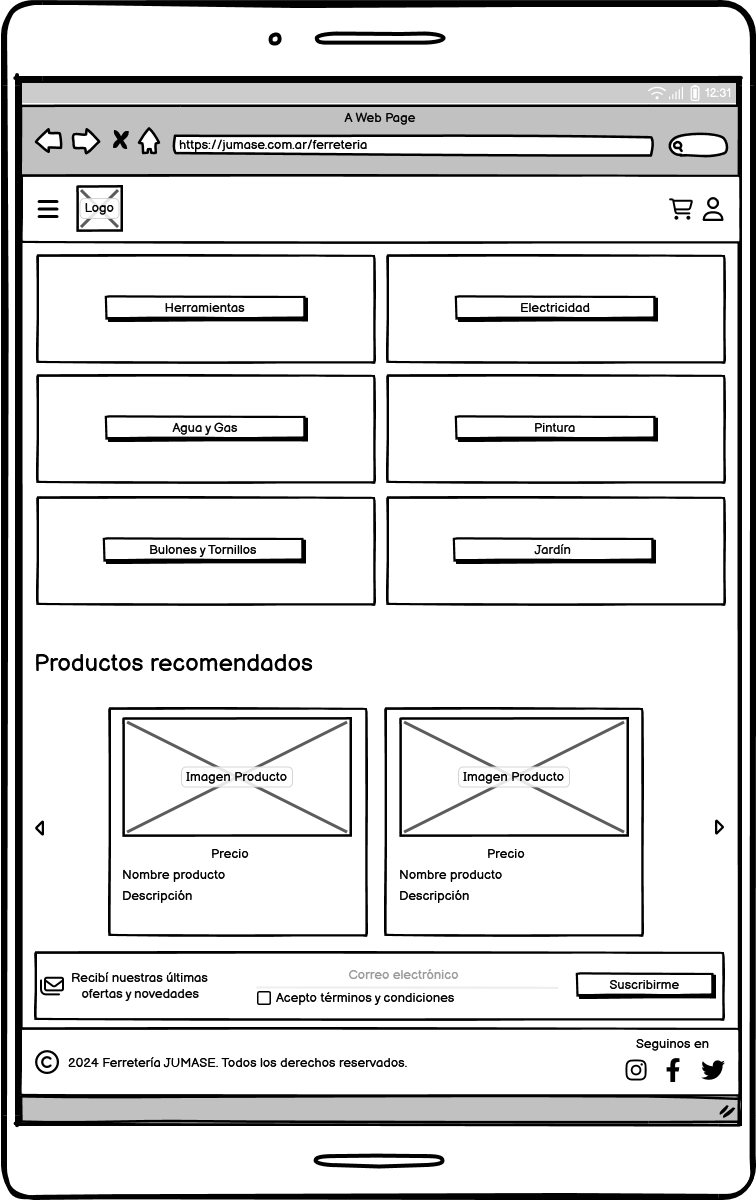 12:31
A Web Page
https://jumase.com.ar/ferreteria
Logo
Herramientas
Electricidad
Agua y Gas
Pintura
Bulones y Tornillos
Jardín
Productos recomendados
Imagen Producto
Precio
Nombre producto
Descripción
Imagen Producto
Precio
Nombre producto
Descripción
Recibí nuestras últimas
ofertas y novedades
Correo electrónico
Acepto términos y condiciones
Suscribirme
© 2024 Ferretería JUMASE. Todos los derechos reservados.
Seguinos en